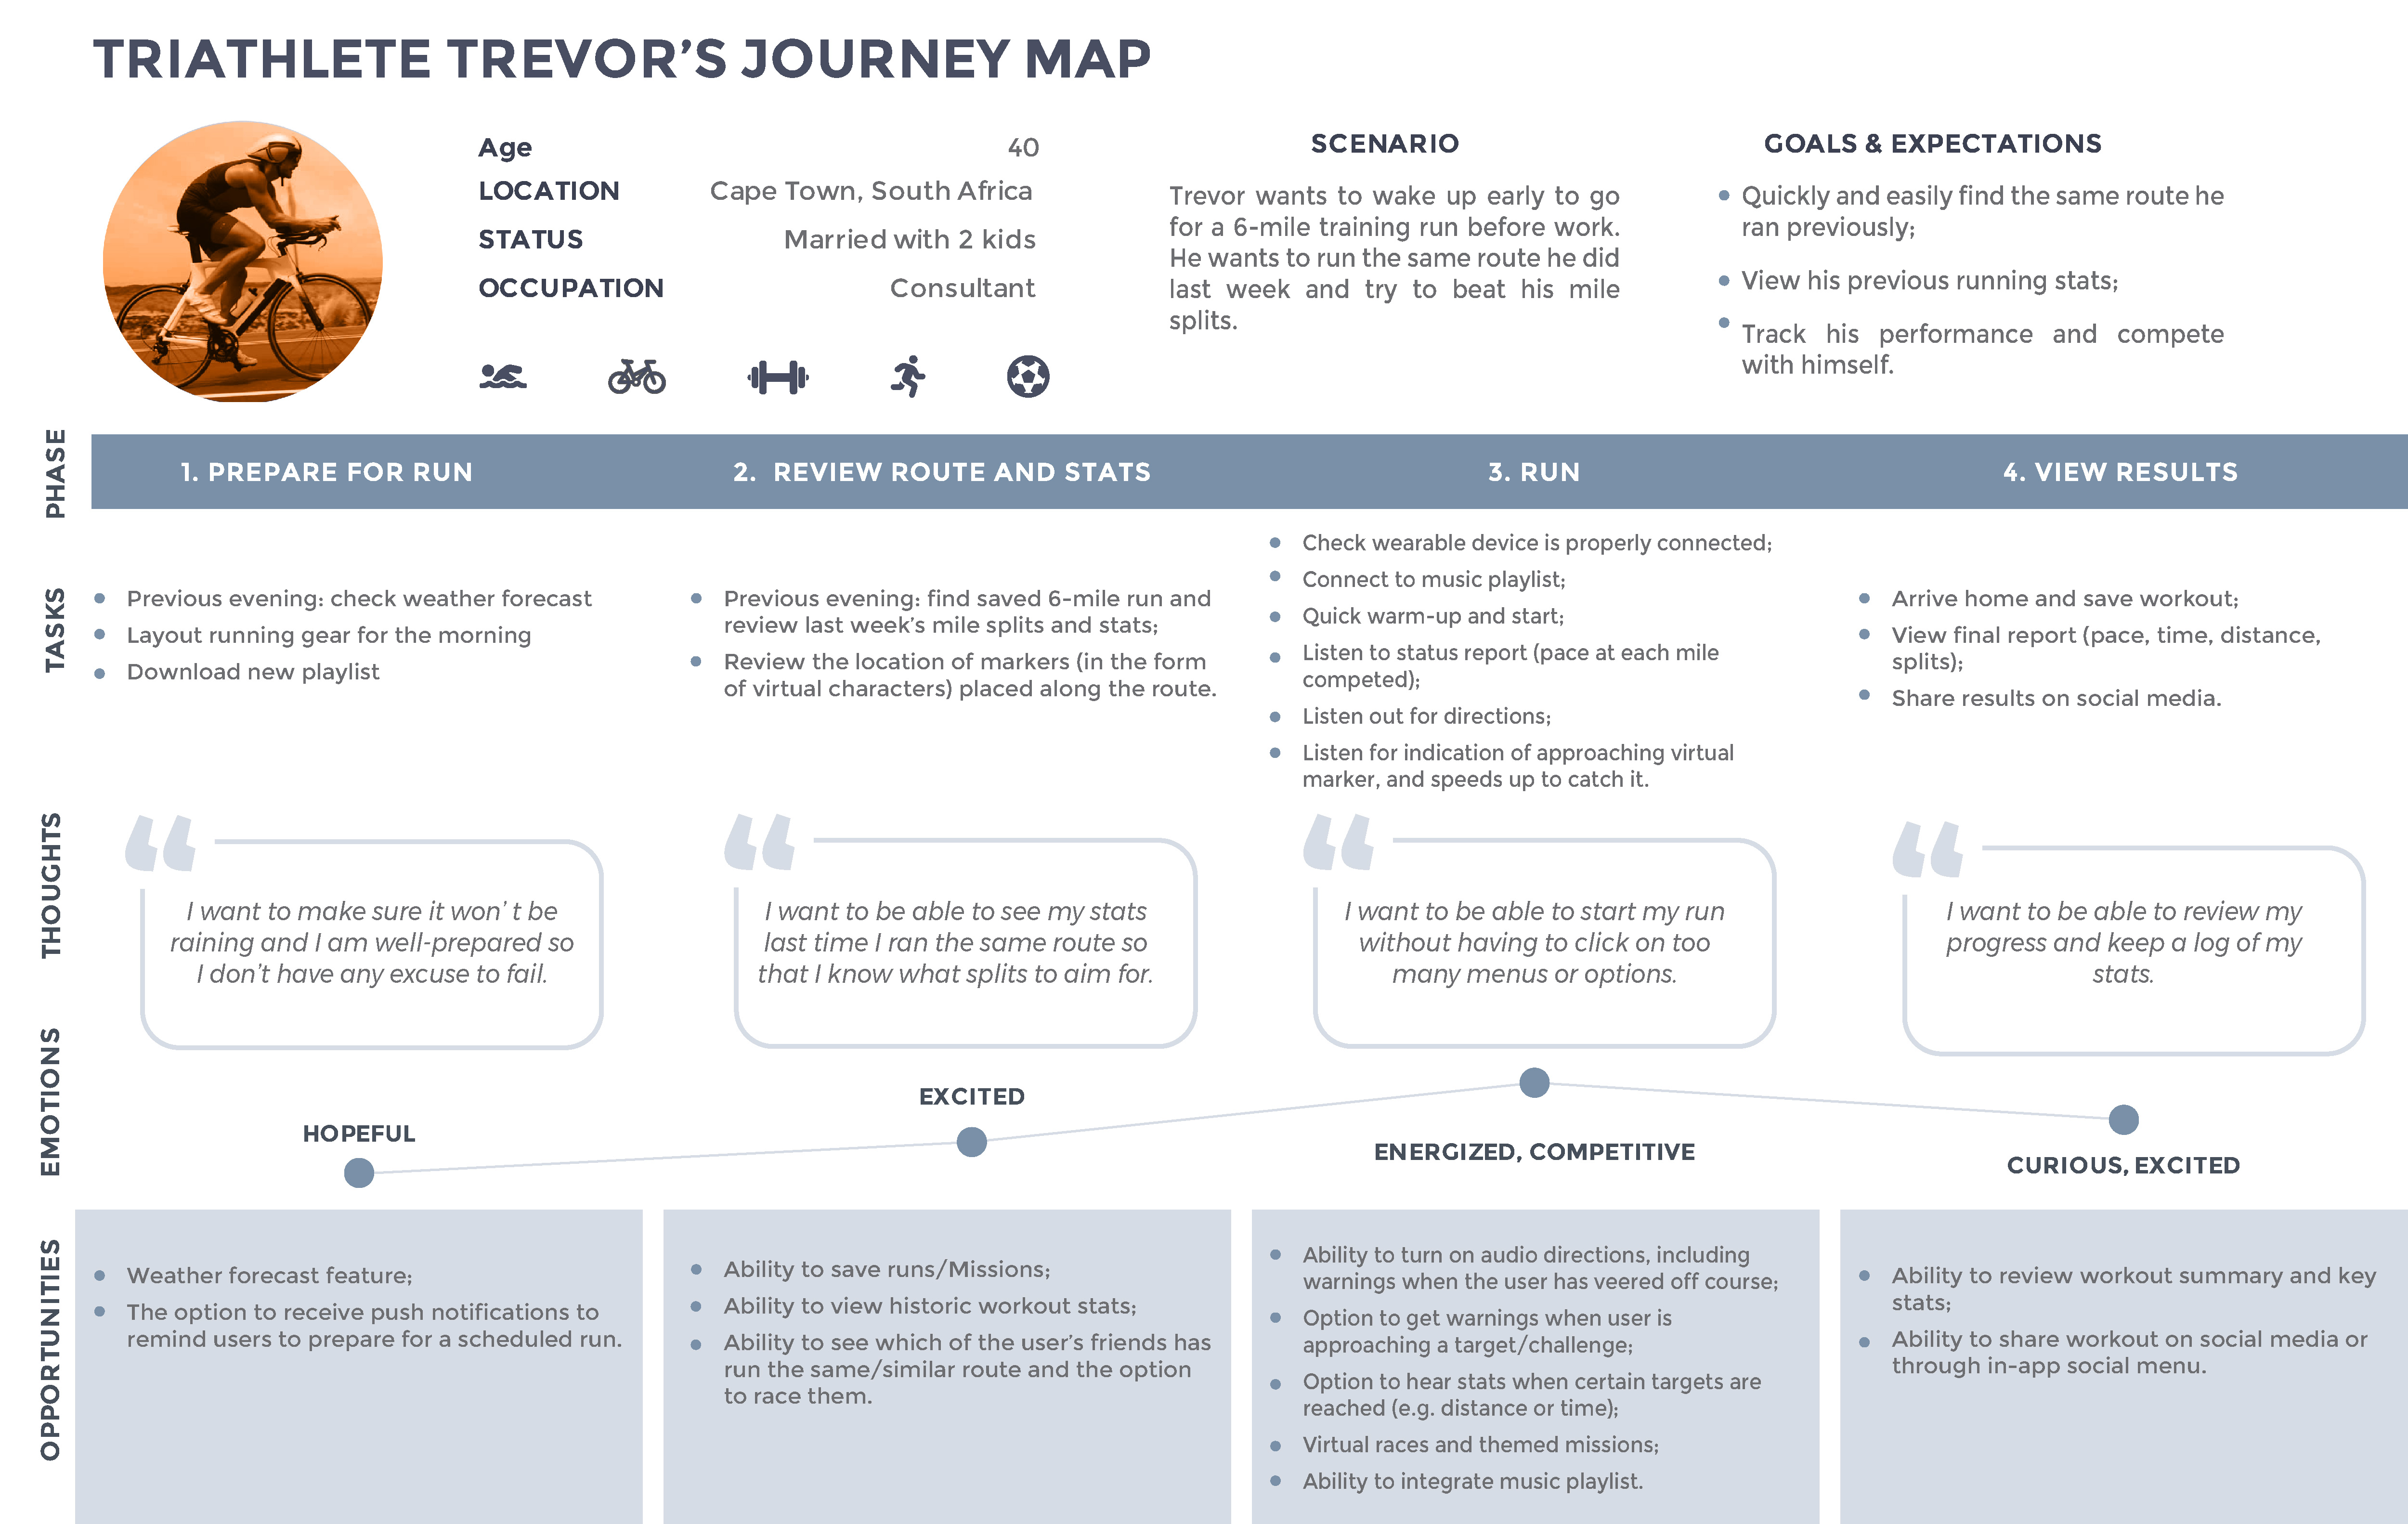 TRIATHLETE TREVOR’S JOURNEY MAP
Age 40
LOCATION Cape Town, South Africa
STATUS Married with 2 kids
OCCUPATION Consultant
SCENARIO
Trevor wants to wake up early to go
for a 6-mile training run before work.
He wants to run the same route he did
last week and try to beat his mile
splits.
GOALS & EXPECTATIONS
Quickly and easily find the same route he
ran previously;
View his previous running stats;
Track his performance and compete
with himself.
PHASE
1. PREPARE FOR RUN
2. REVIEW ROUTE AND STATS
3. RUN
4. VIEW RESULTS
TASKS
Previous evening: check weather forecast
Layout running gear for the morning
Download new playlist
Previous evening: find saved 6-mile run and
review last week’s mile splits and stats;
Review the location of markers (in the form
of virtual characters) placed along the route.
Check wearable device is properly connected;
Connect to music playlist;
Quick warm-up and start;
Listen to status report (pace at each mile
competed);
Listen out for directions;
Listen for indication of approaching virtual
marker, and speeds up to catch it.
Arrive home and save workout;
View final report (pace, time, distance,
splits);
Share results on social media.
THOUGHTS
“
I want to make sure it won’ t be
raining and I am well-prepared so
I don’t have any excuse to fail.
“
I want to be able to see my stats
last time I ran the same route so
that I know what splits to aim for.
“
I want to be able to start my run
without having to click on too
many menus or options.
“
I want to be able to review my
progress and keep a log of my
stats.
EMOTIONS
HOPEFUL
EXCITED
ENERGIZED, COMPETITIVE
CURIOUS, EXCITED
OPPORTUNITIES
Weather forecast feature;
The option to receive push notifications to
remind users to prepare for a scheduled run.
Ability to save runs/Missions;
Ability to view historic workout stats;
Ability to see which of the user’s friends has
run the same/similar route and the option
to race them.
Ability to turn on audio directions, including
warnings when the user has veered off course;
Option to get warnings when user is
approaching a target/challenge;
Option to hear stats when certain targets are
reached (e.g. distance or time);
Virtual races and themed missions;
Ability to integrate music playlist.
Ability to review workout summary and key
stats;
Ability to share workout on social media or
through in-app social menu.